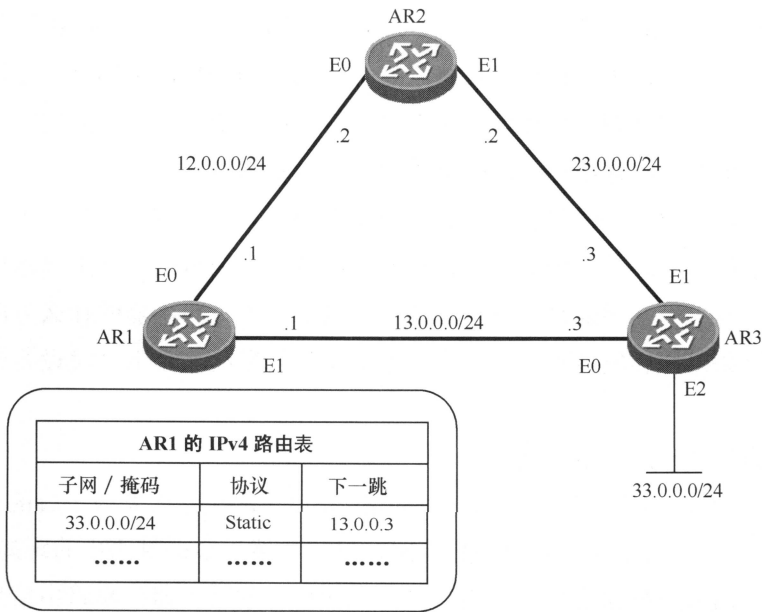 AR2
E0
E1
.2
.2
12.0.0.0/24
23.0.0.0/24
.1
.3
E0
E1
AR1
.1
13.0.0.0/24
.3
AR3
E1
E0
E2
33.0.0.0/24
AR1 的 IPv4 路由表
子网 / 掩码 协议 下一跳
33.0.0.0/24 Static 13.0.0.3
…… …… ……